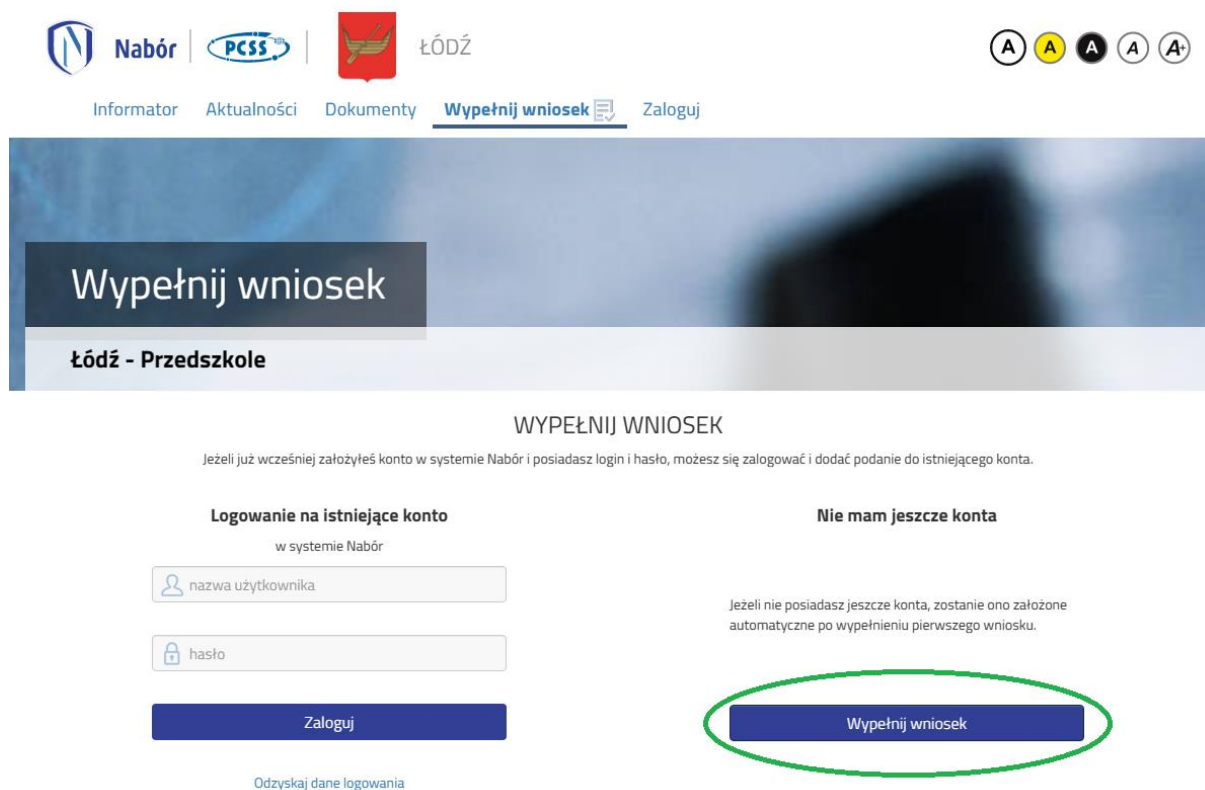 Nabór
PCSS
ŁÓDŹ
A A A A A+
Informator Aktualności Dokumenty Wypełnij wniosek Zaloguj
Wypełnij wniosek
Łódź - Przedszkole
WYPEŁNIJ WNIOSEK
Jeżeli już wcześniej założyłeś konto w systemie Nabór i posiadasz login i hasło, możesz się zalogować i dodać podanie do istniejącego konta.
Logowanie na istniejące konto
w systemie Nabór
nazwa użytkownika
hasło
Zaloguj
Odzyskaj dane logowania
Nie mam jeszcze konta
Jeżeli nie posiadasz jeszcze konta, zostanie ono założone
automatyczne po wypełnieniu pierwszego wniosku.
Wypełnij wniosek